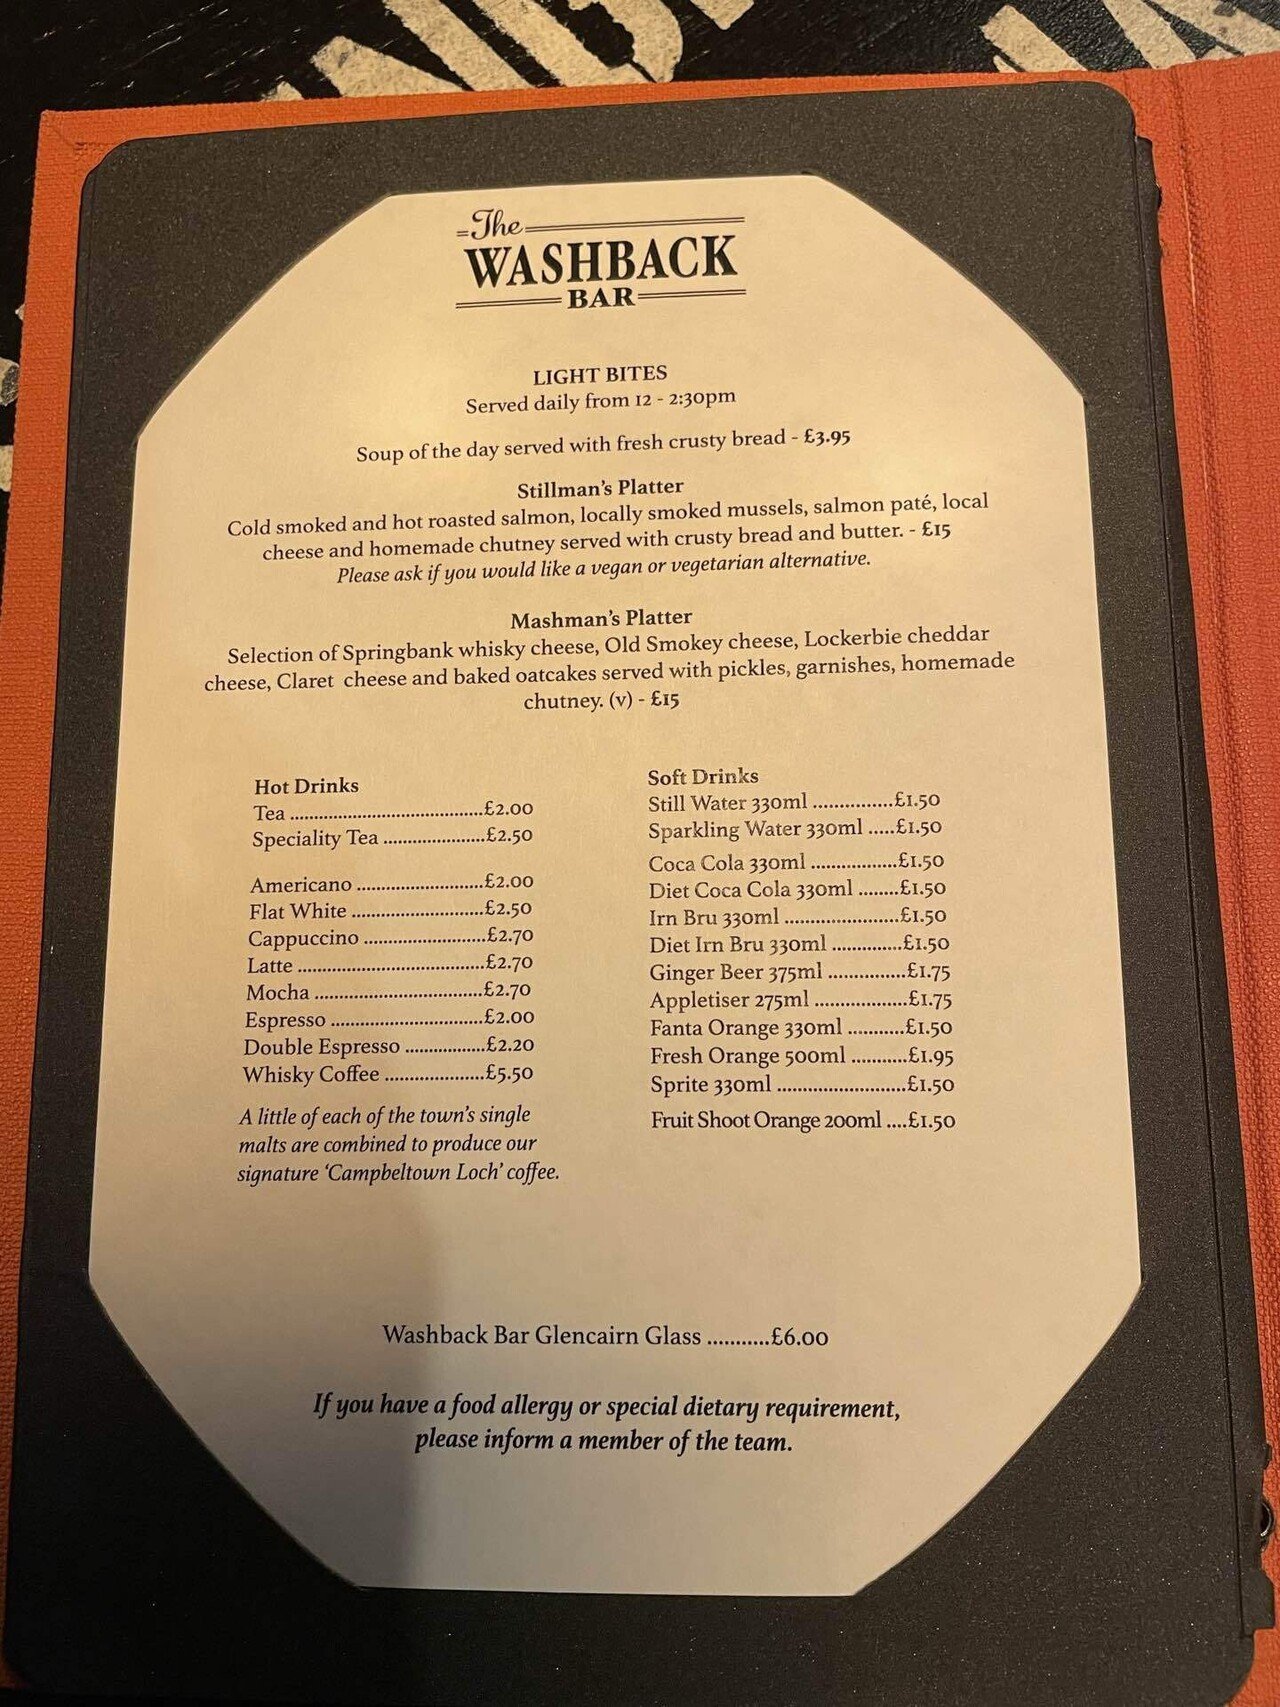 The
WASHBACK
BAR
LIGHT BITES
Served daily from 12 - 2:30pm
Soup of the day served with fresh crusty bread - £3.95
Stillman's Platter
Cold smoked and hot roasted salmon, locally smoked mussels, salmon paté, local
cheese and homemade chutney served with crusty bread and butter. - £15
Please ask if you would like a vegan or vegetarian alternative.
Mashman's Platter
Selection of Springbank whisky cheese, Old Smokey cheese, Lockerbie cheddar
cheese, Claret cheese and baked oatcakes served with pickles, garnishes, homemade
chutney. (v) - £15
Hot Drinks
Tea ........................................£2.00
Speciality Tea .....................£2.50
Americano ..........................£2.00
Flat White ...........................£2.50
Cappuccino .........................£2.70
Latte ......................................£2.70
Mocha ..................................£2.70
Espresso ...............................£2.00
Double Espresso ................£2.20
Whisky Coffee ....................£5.50
A little of each of the town's single
malts are combined to produce our
signature 'Campbeltown Loch' coffee.
Soft Drinks
Still Water 330ml ................£1.50
Sparkling Water 330ml .....£1.50
Coca Cola 330ml .................£1.50
Diet Coca Cola 330ml ........£1.50
Irn Bru 330ml .......................£1.50
Diet Irn Bru 330ml ..............£1.50
Ginger Beer 375ml ...............£1.75
Appletiser 275ml ..................£1.75
Fanta Orange 330ml ...........£1.50
Fresh Orange 500ml ...........£1.95
Sprite 330ml ..........................£1.50
Fruit Shoot Orange 200ml ....£1.50
Washback Bar Glencairn Glass ...........£6.00
If you have a food allergy or special dietary requirement,
please inform a member of the team.